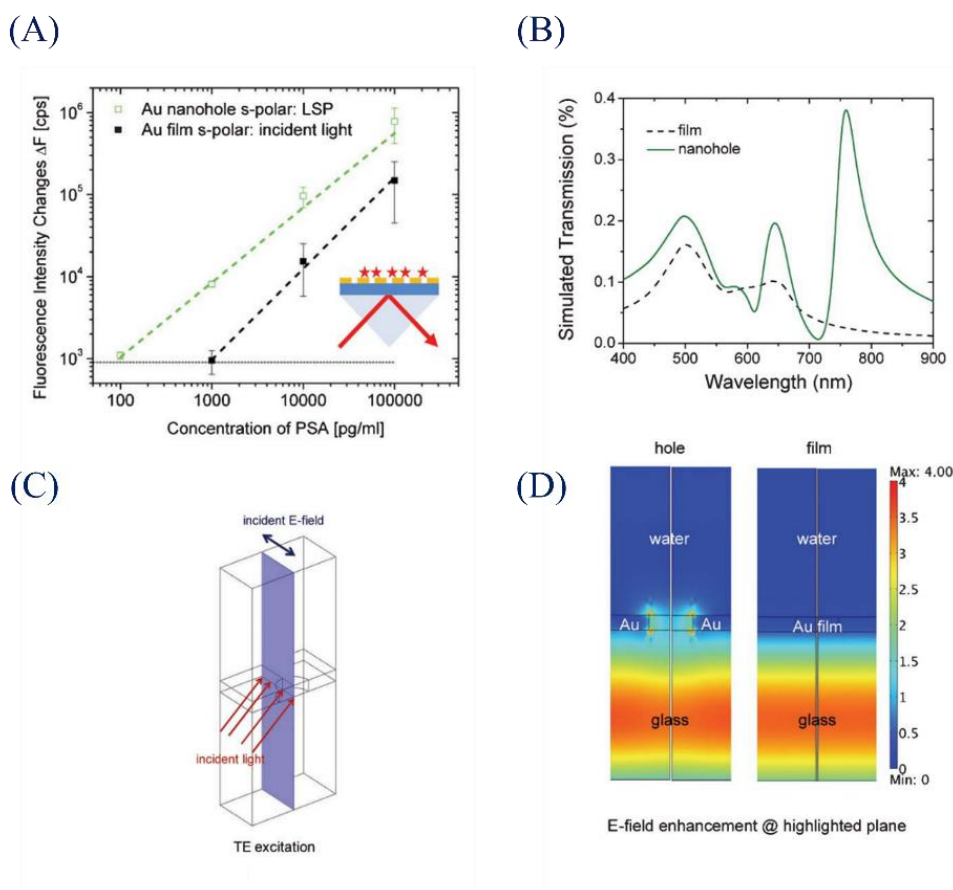 (A)
Fluorescence Intensity Changes ΔF [cps]
10⁶
10⁵
10⁴
10³
Au nanohole s-polar: LSP
Au film s-polar: incident light
100
1000
10000
100000
Concentration of PSA [pg/ml]
(B)
Simulated Transmission (%)
0.4
0.3
0.2
0.1
0.0
film
nanohole
400
500
600
700
800
900
Wavelength (nm)
(C)
incident E-field
incident light
TE excitation
(D)
hole
film
water
Au
Au
glass
water
Au film
glass
Max: 4.00
4
3.5
3
2.5
2
1.5
1
0.5
0
Min: 0
E-field enhancement @ highlighted plane